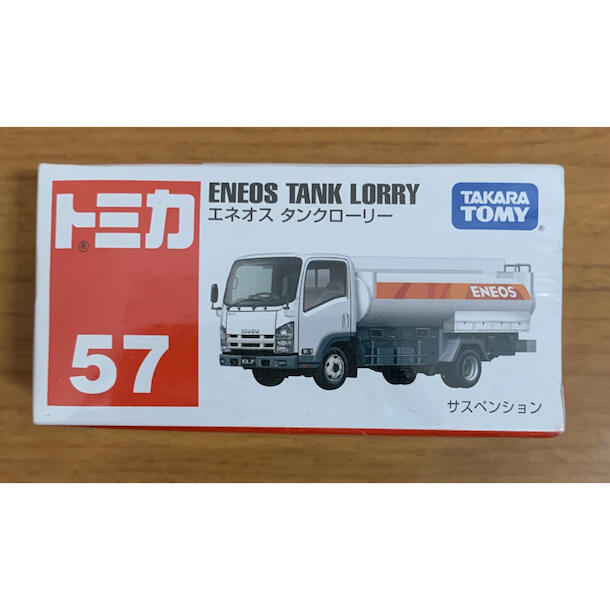 トミカ®
57
ENEOS TANK LORRY
エネオス タンクローリー
TAKARA
TOMY®
ENEOS
ISUZU
ELF
サスペンション